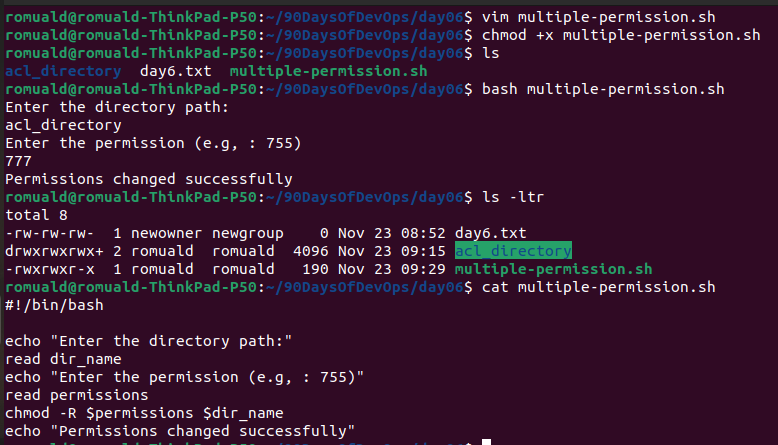 romuald@romuald-ThinkPad-P50:~/90DaysOfDevOps/day06$ vim multiple-permission.sh
romuald@romuald-ThinkPad-P50:~/90DaysOfDevOps/day06$ chmod +x multiple-permission.sh
romuald@romuald-ThinkPad-P50:~/90DaysOfDevOps/day06$ ls
acl_directory  day6.txt  multiple-permission.sh
romuald@romuald-ThinkPad-P50:~/90DaysOfDevOps/day06$ bash multiple-permission.sh
Enter the directory path:
acl_directory
Enter the permission (e.g, : 755)
777
Permissions changed successfully
romuald@romuald-ThinkPad-P50:~/90DaysOfDevOps/day06$ ls -ltr
total 8
-rw-rw-rw-  1 newowner newgroup    0 Nov 23 08:52 day6.txt
drwxrwxrwx+ 2 romuald  romuald  4096 Nov 23 09:15 acl_directory
-rwxrwxr-x  1 romuald  romuald   190 Nov 23 09:29 multiple-permission.sh
romuald@romuald-ThinkPad-P50:~/90DaysOfDevOps/day06$ cat multiple-permission.sh
#!/bin/bash
echo "Enter the directory path:"
read dir_name
echo "Enter the permission (e.g, : 755)"
read permissions
chmod -R $permissions $dir_name
echo "Permissions changed successfully"
romuald@romuald-ThinkPad-P50:~/90DaysOfDevOps/day06$